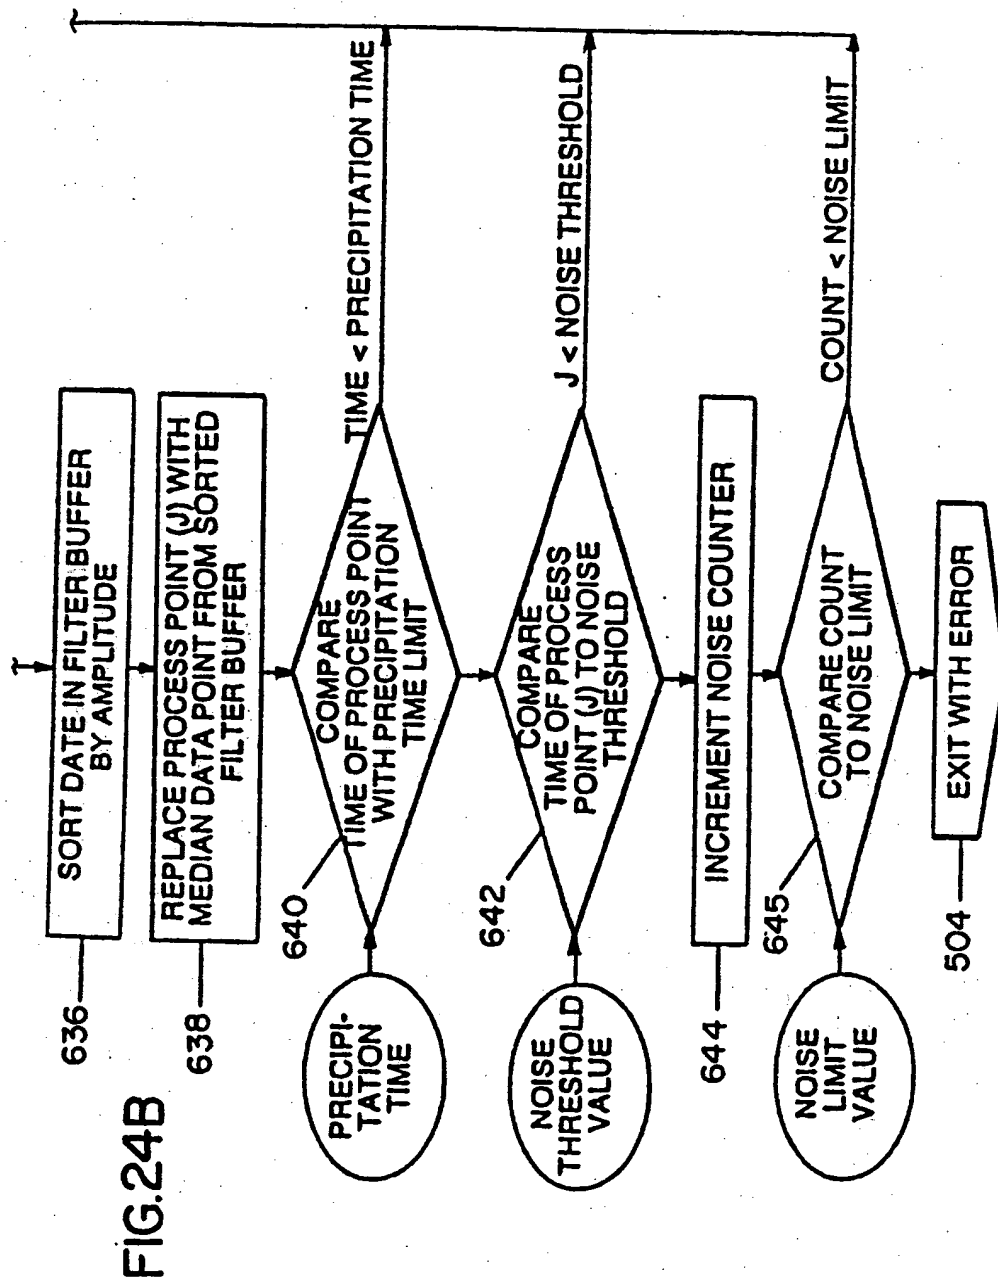 FIG.24B
636
SORT DATE IN FILTER BUFFER
BY AMPLITUDE
638
REPLACE PROCESS POINT (J) WITH
MEDIAN DATA POINT FROM SORTED
FILTER BUFFER
PRECIPI-
TATION
TIME
640
COMPARE
TIME OF PROCESS POINT
WITH PRECIPITATION
TIME LIMIT
TIME < PRECIPITATION TIME
NOISE
THRESHOLD
VALUE
642
COMPARE
TIME OF PROCESS
POINT (J) TO NOISE
THRESHOLD
J < NOISE THRESHOLD
644
INCREMENT NOISE COUNTER
NOISE
LIMIT
VALUE
645
COMPARE COUNT
TO NOISE LIMIT
COUNT < NOISE LIMIT
504
EXIT WITH ERROR